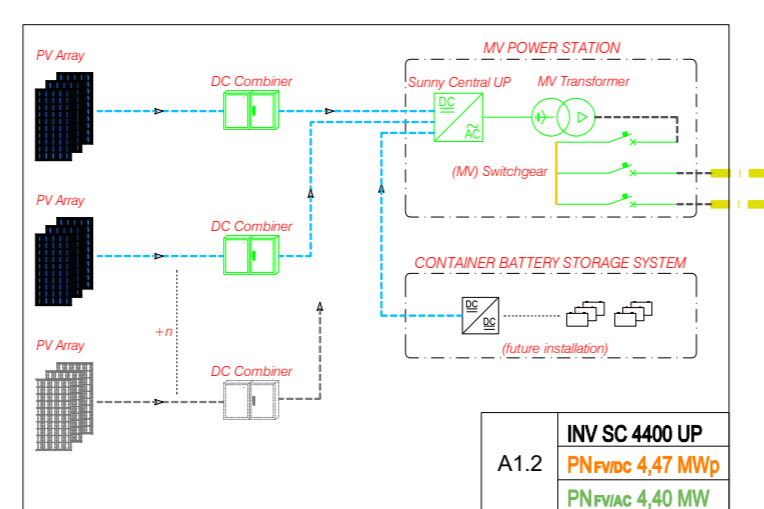 MV POWER STATION
PV Array
DC Combiner
Sunny Central UP
MV Transformer
DC
AC
(MV) Switchgear
PV Array
DC Combiner
CONTAINER BATTERY STORAGE SYSTEM
DC
DC
+n
PV Array
(future installation)
DC Combiner
A1.2
INV SC 4400 UP
PNFV/DC 4,47 MWp
PNFV/AC 4,40 MW